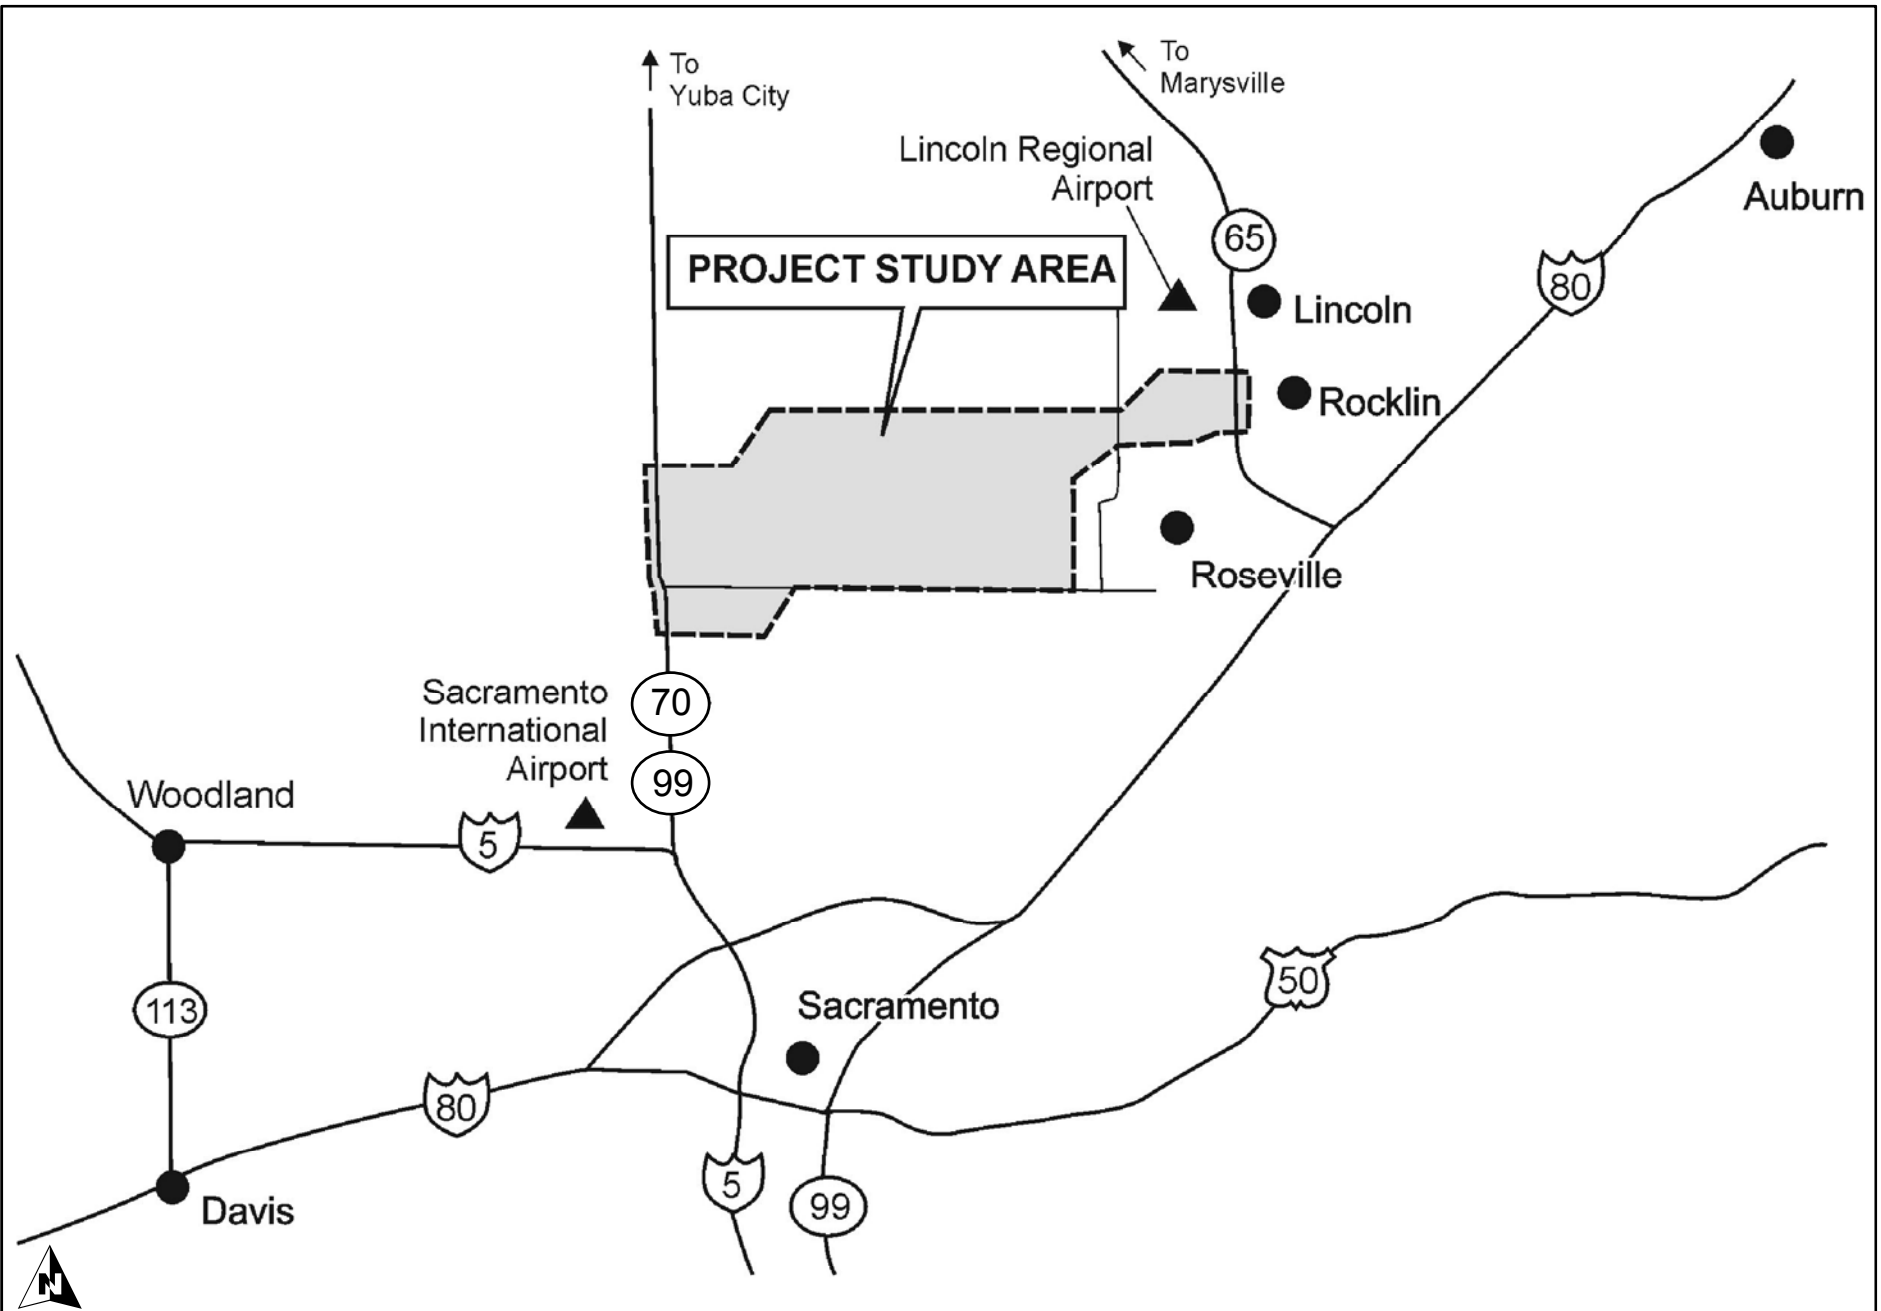 To
Yuba City
To
Marysville
Lincoln Regional
Airport
Auburn
65
PROJECT STUDY AREA
80
Lincoln
Rocklin
Roseville
Sacramento
International
Airport
70
99
Woodland
5
50
Sacramento
113
80
5
99
Davis
N